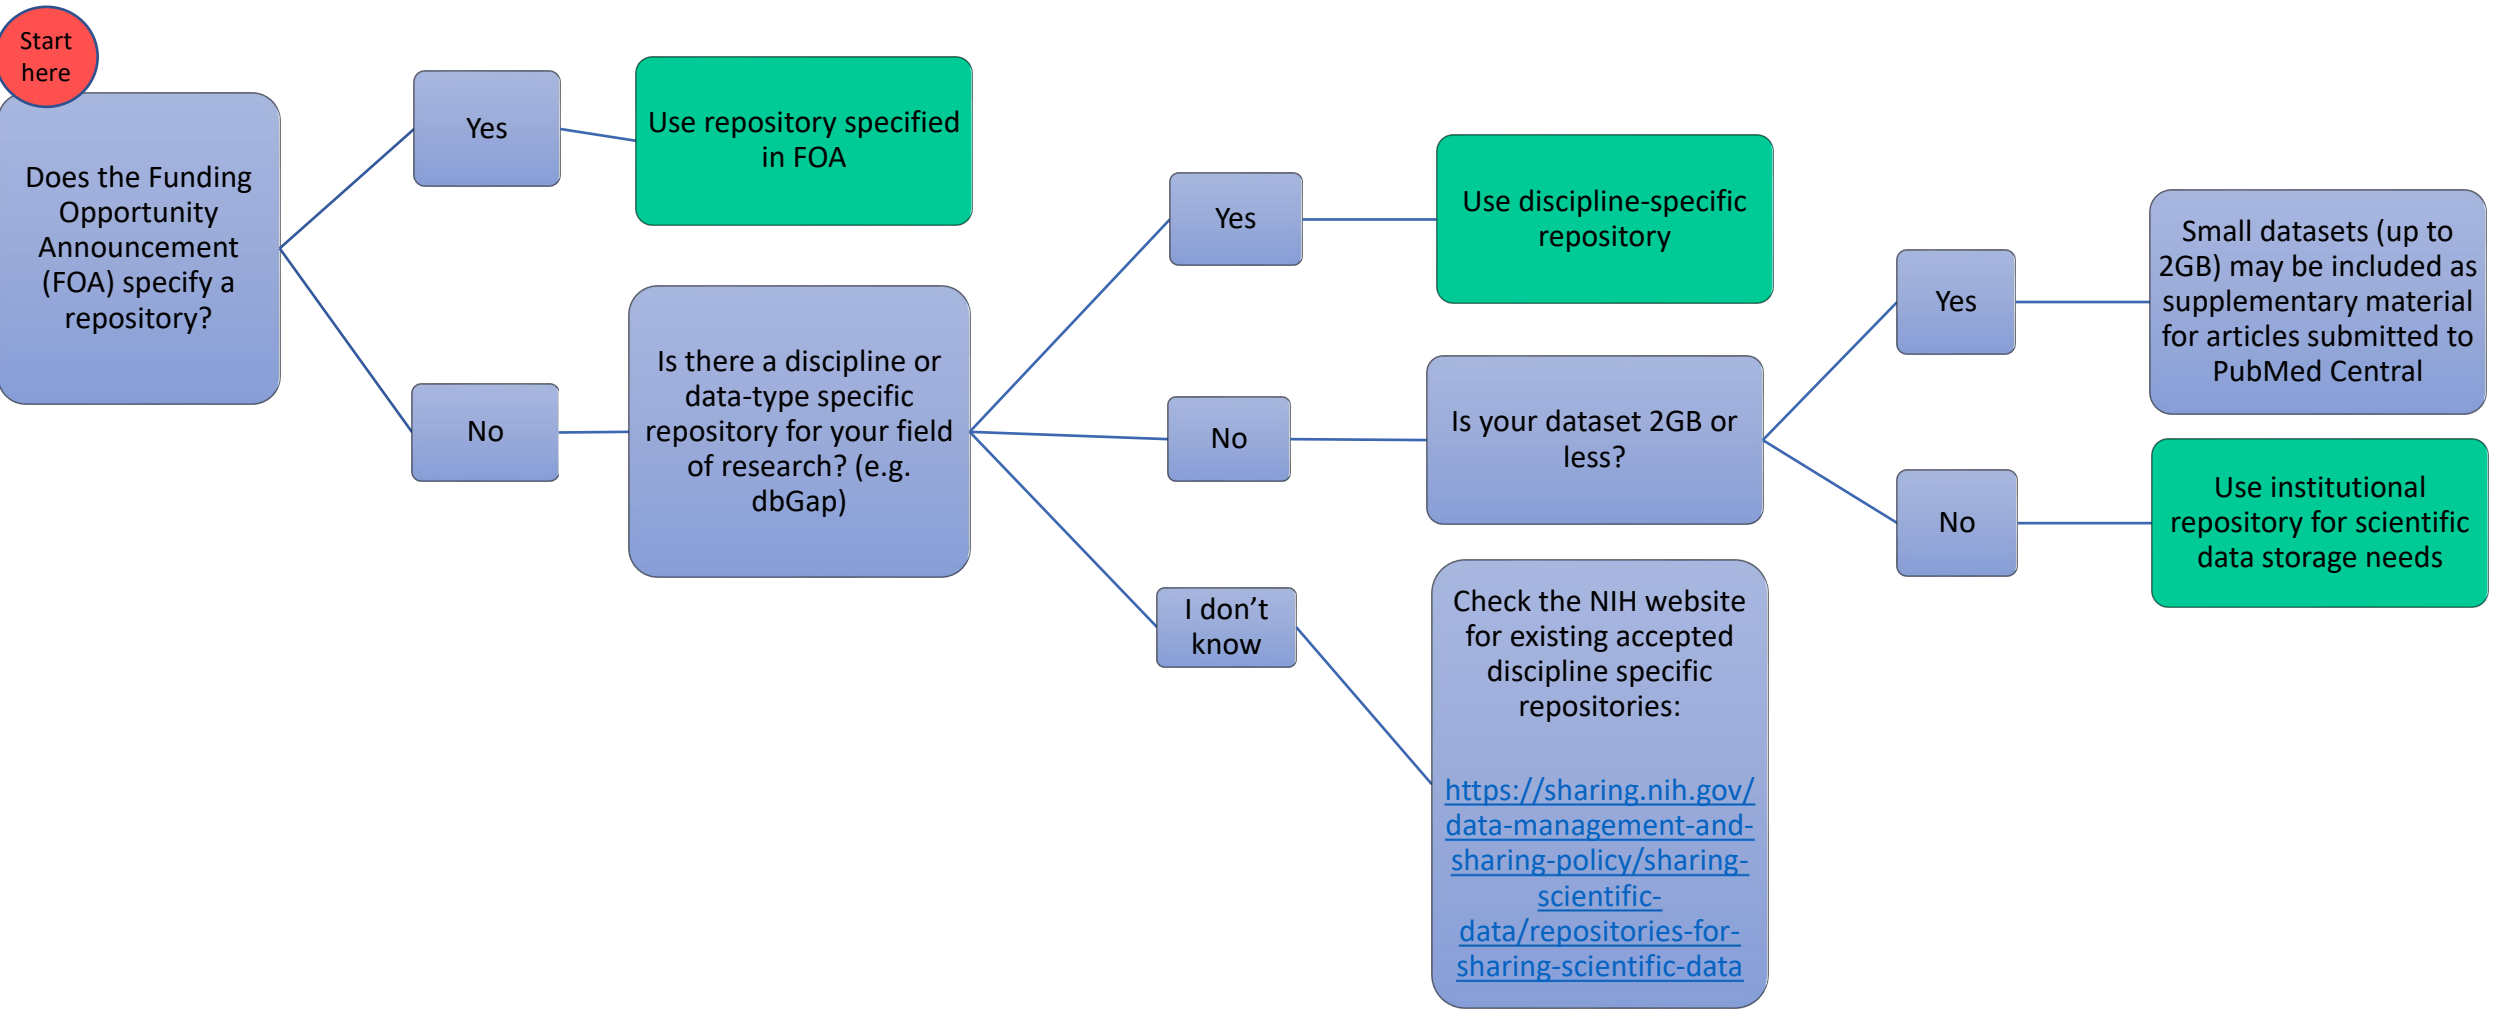 Start
here
Does the Funding
Opportunity
Announcement
(FOA) specify a
repository?
Yes
Use repository specified
in FOA
No
Is there a discipline or
data-type specific
repository for your field
of research? (e.g.
dbGap)
Yes
Use discipline-specific
repository
No
Is your dataset 2GB or
less?
Yes
Small datasets (up to
2GB) may be included as
supplementary material
for articles submitted to
PubMed Central
No
Use institutional
repository for scientific
data storage needs
I don’t
know
Check the NIH website
for existing accepted
discipline specific
repositories:
https://sharing.nih.gov/
data-management-and-
sharing-policy/sharing-
scientific-
data/repositories-for-
sharing-scientific-data